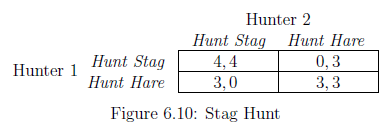 Hunter 2
Hunt Stag Hunt Hare
Hunter 1 Hunt Stag 4, 4 0, 3
Hunt Hare 3, 0 3, 3
Figure 6.10: Stag Hunt